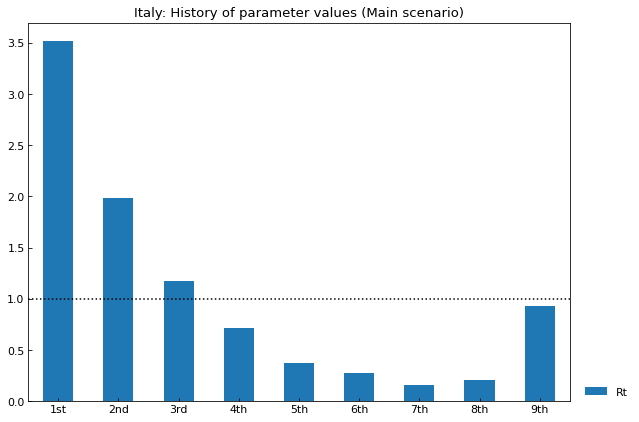 Italy: History of parameter values (Main scenario)
3.5
3.0
2.5
2.0
1.5
1.0
0.5
0.0
1st 2nd 3rd 4th 5th 6th 7th 8th 9th
Rt